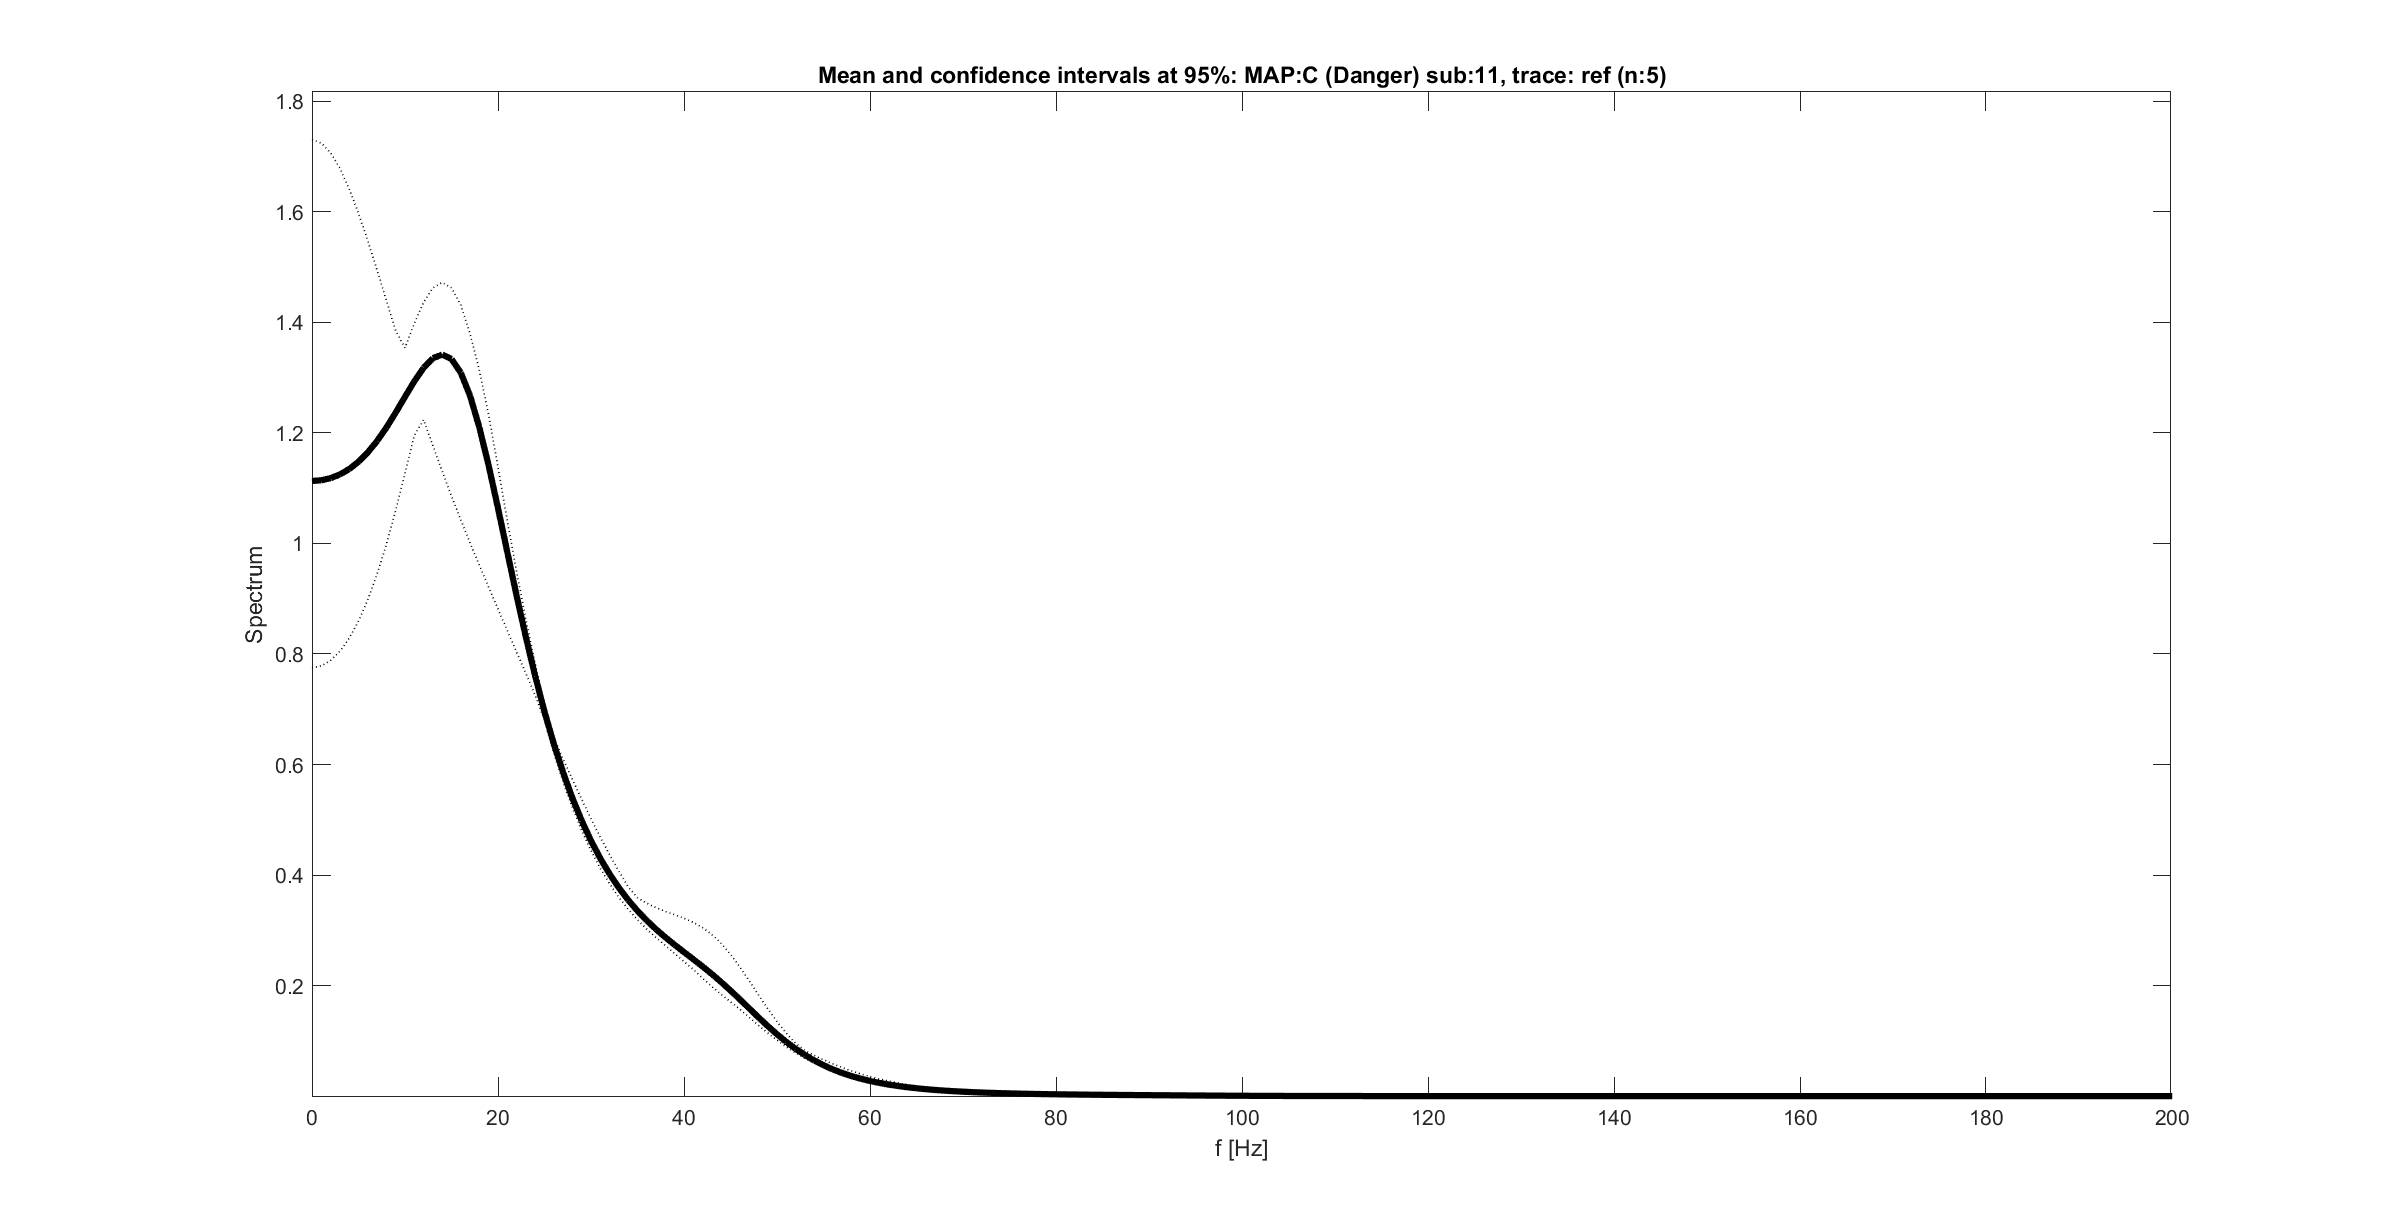 Mean and confidence intervals at 95%: MAP:C (Danger) sub:11, trace: ref (n:5)
1.8
1.6
1.4
1.2
1
0.8
0.6
0.4
0.2
Spectrum
0 20 40 60 80 100 120 140 160 180 200
f [Hz]